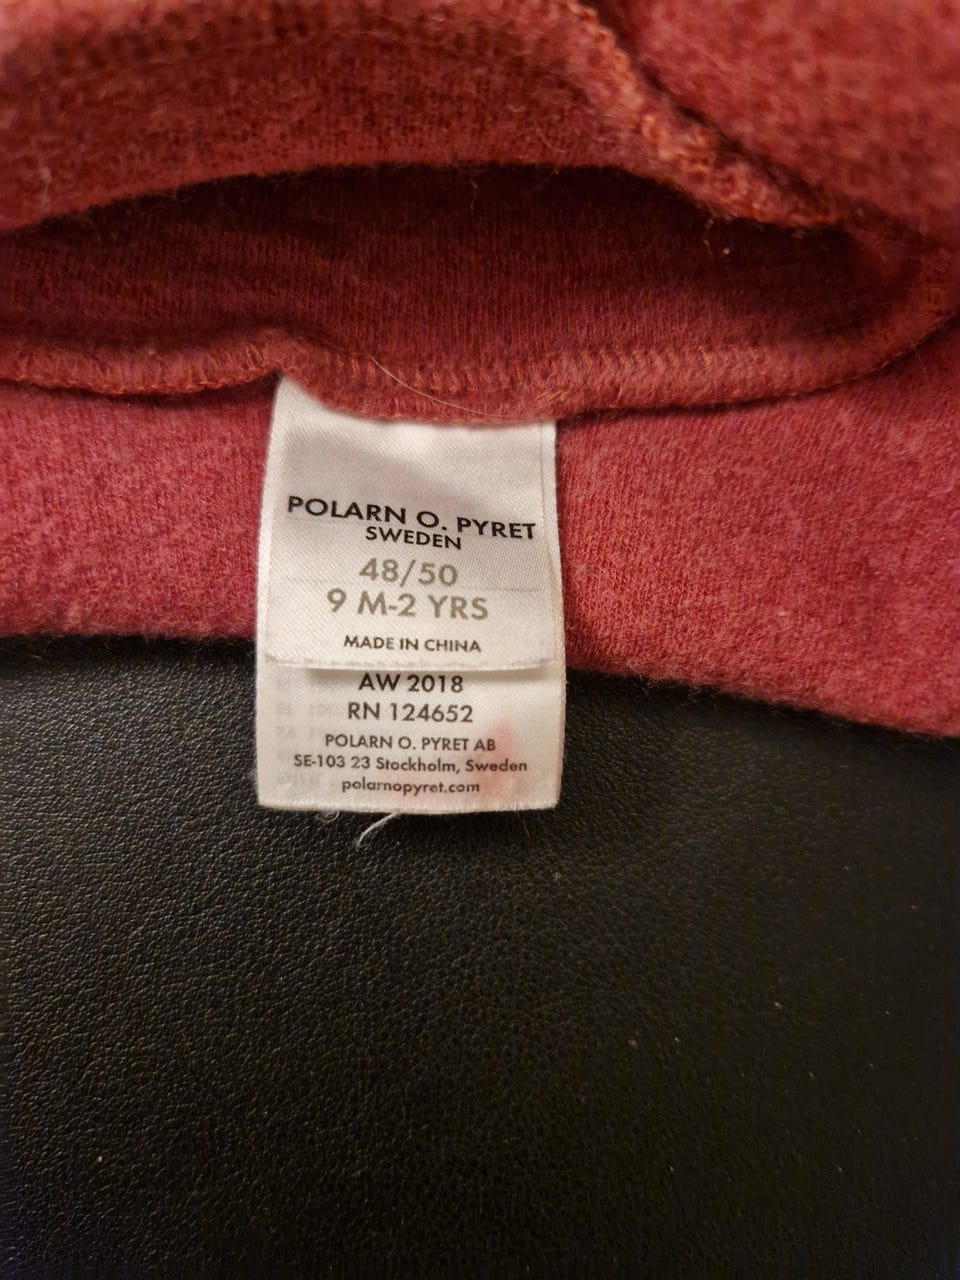 POLARN O. PYRET
SWEDEN
48/50
9 M-2 YRS
MADE IN CHINA
AW 2018
RN 124652
POLARN O. PYRET AB
SE-103 23 Stockholm, Sweden
polarnopyret.com